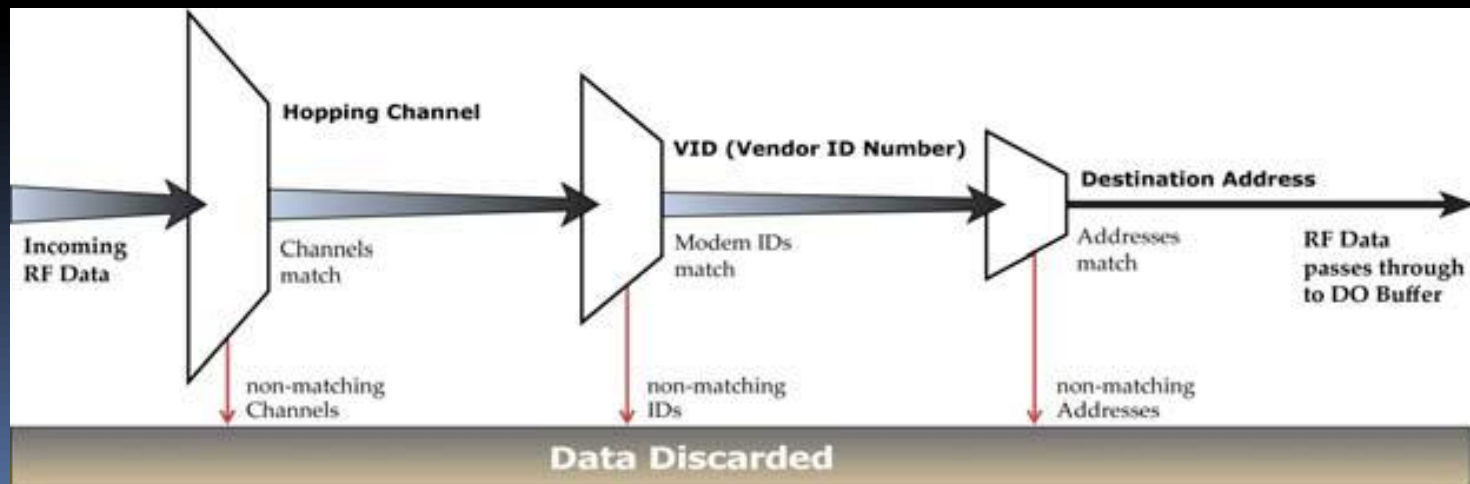 Hopping Channel
VID (Vendor ID Number)
Destination Address
Incoming
RF Data
Channels
match
Modem IDs
match
Addresses
match
RF Data
passes through
to DO Buffer
non-matching
Channels
non-matching
IDs
non-matching
Addresses
Data Discarded